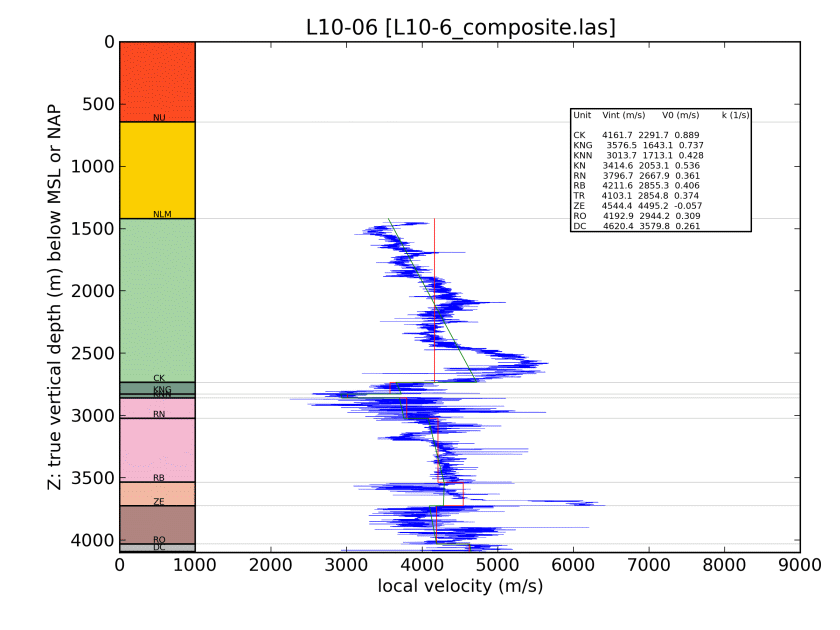 L10-06 [L10-6_composite.las]
Z: true vertical depth (m) below MSL or NAP
0
500
1000
1500
2000
2500
3000
3500
4000
NU
NLM
CK
KNG
KNN
RN
RB
ZE
RO
DC
Unit Vint (m/s) V0 (m/s) k (1/s)
CK 4161.7 2291.7 0.889
KNG 3576.5 1643.1 0.737
KNN 3013.7 1713.1 0.428
KN 3414.6 2053.1 0.536
RN 3796.7 2667.9 0.361
RB 4211.6 2855.3 0.406
TR 4103.1 2854.8 0.374
ZE 4544.4 4495.2 -0.057
RO 4192.9 2944.2 0.309
DC 4620.4 3579.8 0.261
0 1000 2000 3000 4000 5000 6000 7000 8000 9000
local velocity (m/s)